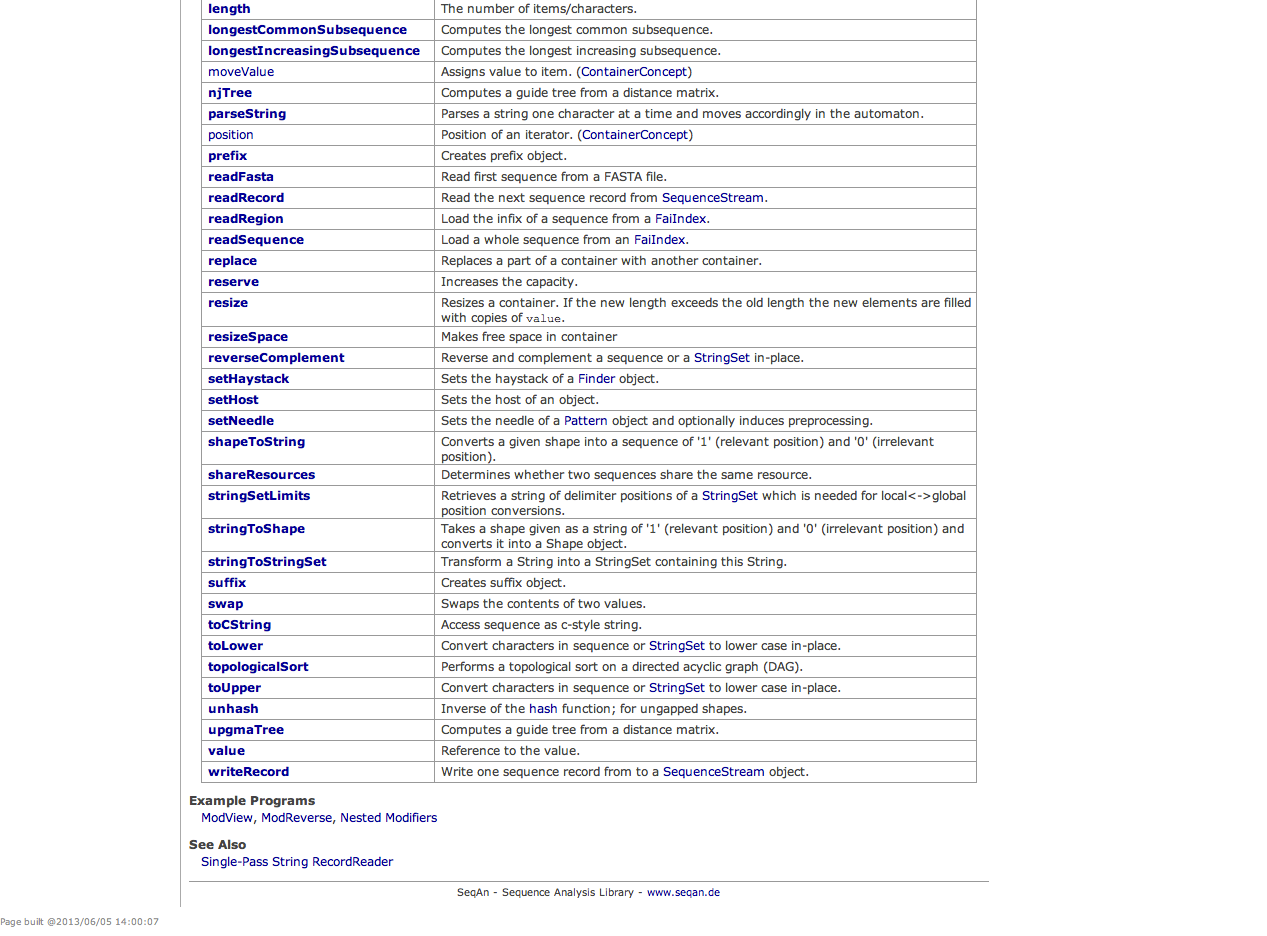 length The number of items/characters.
longestCommonSubsequence Computes the longest common subsequence.
longestIncreasingSubsequence Computes the longest increasing subsequence.
moveValue Assigns value to item. (ContainerConcept)
njTree Computes a guide tree from a distance matrix.
parseString Parses a string one character at a time and moves accordingly in the automaton.
position Position of an iterator. (ContainerConcept)
prefix Creates prefix object.
readFasta Read first sequence from a FASTA file.
readRecord Read the next sequence record from SequenceStream.
readRegion Load the infix of a sequence from a FaiIndex.
readSequence Load a whole sequence from an FaiIndex.
replace Replaces a part of a container with another container.
reserve Increases the capacity.
resize Resizes a container. If the new length exceeds the old length the new elements are filled
with copies of value.
resizeSpace Makes free space in container
reverseComplement Reverse and complement a sequence or a StringSet in-place.
setHaystack Sets the haystack of a Finder object.
setHost Sets the host of an object.
setNeedle Sets the needle of a Pattern object and optionally induces preprocessing.
shapeToString Converts a given shape into a sequence of '1' (relevant position) and '0' (irrelevant
position).
shareResources Determines whether two sequences share the same resource.
stringSetLimits Retrieves a string of delimiter positions of a StringSet which is needed for local<->global
position conversions.
stringToShape Takes a shape given as a string of '1' (relevant position) and '0' (irrelevant position) and
converts it into a Shape object.
stringToStringSet Transform a String into a StringSet containing this String.
suffix Creates suffix object.
swap Swaps the contents of two values.
toCString Access sequence as c-style string.
toLower Convert characters in sequence or StringSet to lower case in-place.
topologicalSort Performs a topological sort on a directed acyclic graph (DAG).
toUpper Convert characters in sequence or StringSet to lower case in-place.
unhash Inverse of the hash function; for ungapped shapes.
upgmaTree Computes a guide tree from a distance matrix.
value Reference to the value.
writeRecord Write one sequence record from to a SequenceStream object.
Example Programs
ModView, ModReverse, Nested Modifiers
See Also
Single-Pass String RecordReader
SeqAn - Sequence Analysis Library - www.seqan.de
Page built @2013/06/05 14:00:07